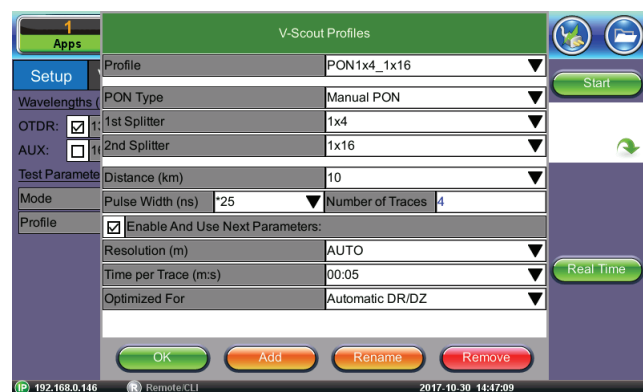 1
Apps
V-Scout Profiles
Setup
Profile PON1x4_1x16
Start
Wavelengths (
PON Type Manual PON
OTDR:
1st Splitter 1x4
AUX:
2nd Splitter 1x16
Test Paramete
Distance (km) 10
Mode
Pulse Width (ns) *25 Number of Traces 4
Profile
Enable And Use Next Parameters:
Resolution (m) AUTO
Time per Trace (m:s) 00:05
Real Time
Optimized For Automatic DR/DZ
OK Add Rename Remove
IP 192.168.0.146 R Remote/CLI 2017-10-30 14:47:09